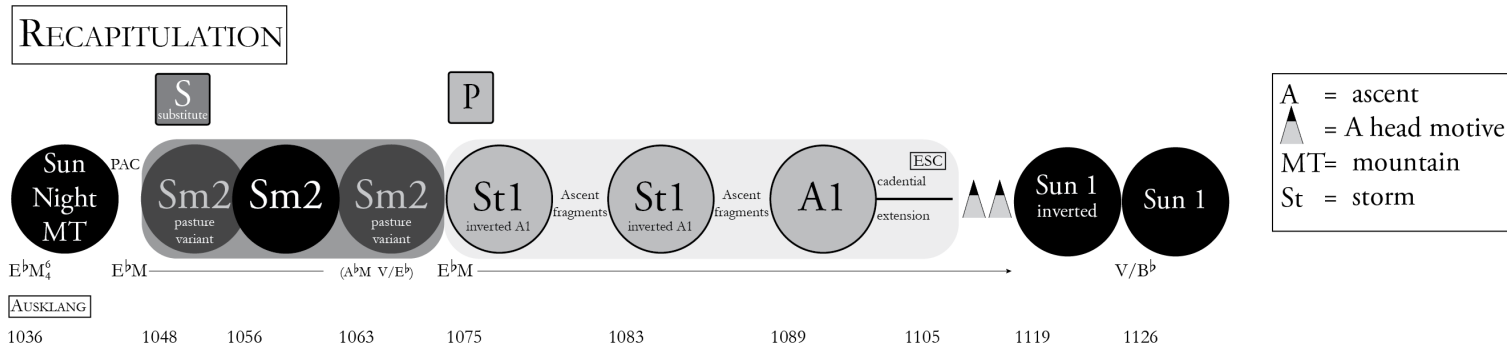 RECAPITULATION
S
substitute
P
Sun
Night
MT
PAC
Sm2
pasture
variant
Sm2
Sm2
pasture
variant
St1
inverted A1
Ascent
fragments
St1
inverted A1
Ascent
fragments
A1
ESC
cadential
extension
Sun 1
inverted
Sun 1
E♭M6
4
E♭M
(A♭M V/E♭)
E♭M
V/B♭
AUSKLANG
1036 1048 1056 1063 1075 1083 1089 1105 1119 1126
A = ascent
= A head motive
MT= mountain
St = storm